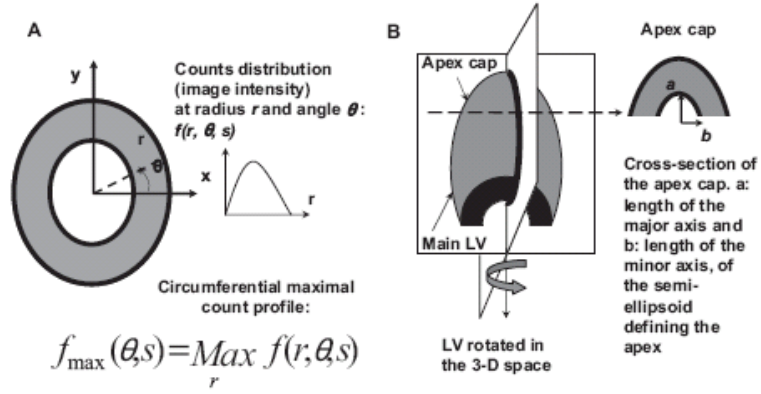 A
y
Counts distribution
(image intensity)
at radius r and angle θ:
f(r, θ, s)
r
θ
x
r
Circumferential maximal
count profile:
f_max (θ,s)=Max f(r,θ,s)
r
B
Apex cap
Main LV
LV rotated in
the 3-D space
Apex cap
a
b
Cross-section of
the apex cap. a:
length of the
major axis and
b: length of the
minor axis, of
the semi-
ellipsoid
defining the
apex